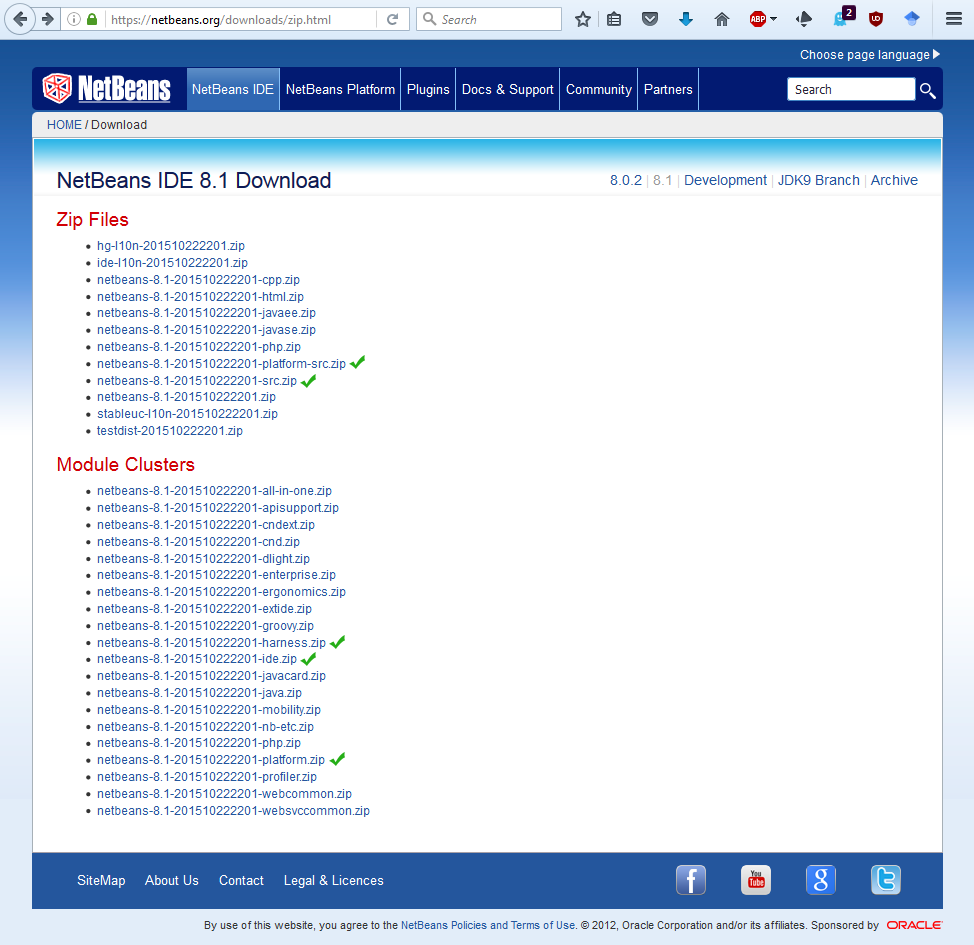 https://netbeans.org/downloads/zip.html
Search
ABP
2
UD
Choose page language
NetBeans
NetBeans IDE
NetBeans Platform
Plugins
Docs & Support
Community
Partners
Search
HOME / Download
NetBeans IDE 8.1 Download
8.0.2 | 8.1 | Development | JDK9 Branch | Archive
Zip Files
hg-l10n-201510222201.zip
ide-l10n-201510222201.zip
netbeans-8.1-201510222201-cpp.zip
netbeans-8.1-201510222201-html.zip
netbeans-8.1-201510222201-javaee.zip
netbeans-8.1-201510222201-javase.zip
netbeans-8.1-201510222201-php.zip
netbeans-8.1-201510222201-platform-src.zip
netbeans-8.1-201510222201-src.zip
netbeans-8.1-201510222201.zip
stableuc-l10n-201510222201.zip
testdist-201510222201.zip
Module Clusters
netbeans-8.1-201510222201-all-in-one.zip
netbeans-8.1-201510222201-apisupport.zip
netbeans-8.1-201510222201-cndext.zip
netbeans-8.1-201510222201-cnd.zip
netbeans-8.1-201510222201-dlight.zip
netbeans-8.1-201510222201-enterprise.zip
netbeans-8.1-201510222201-ergonomics.zip
netbeans-8.1-201510222201-extide.zip
netbeans-8.1-201510222201-groovy.zip
netbeans-8.1-201510222201-harness.zip
netbeans-8.1-201510222201-ide.zip
netbeans-8.1-201510222201-javacard.zip
netbeans-8.1-201510222201-java.zip
netbeans-8.1-201510222201-mobility.zip
netbeans-8.1-201510222201-nb-etc.zip
netbeans-8.1-201510222201-php.zip
netbeans-8.1-201510222201-platform.zip
netbeans-8.1-201510222201-profiler.zip
netbeans-8.1-201510222201-webcommon.zip
netbeans-8.1-201510222201-websvccommon.zip
SiteMap
About Us
Contact
Legal & Licences
f
You Tube
g
t
By use of this website, you agree to the NetBeans Policies and Terms of Use. © 2012, Oracle Corporation and/or its affiliates. Sponsored by ORACLE